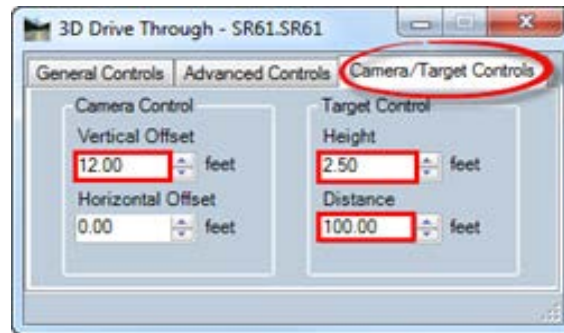 3D Drive Through - SR61.SR61
General Controls
Advanced Controls
Camera/Target Controls
Camera Control
Vertical Offset
12.00 feet
Horizontal Offset
0.00 feet
Target Control
Height
2.50 feet
Distance
100.00 feet